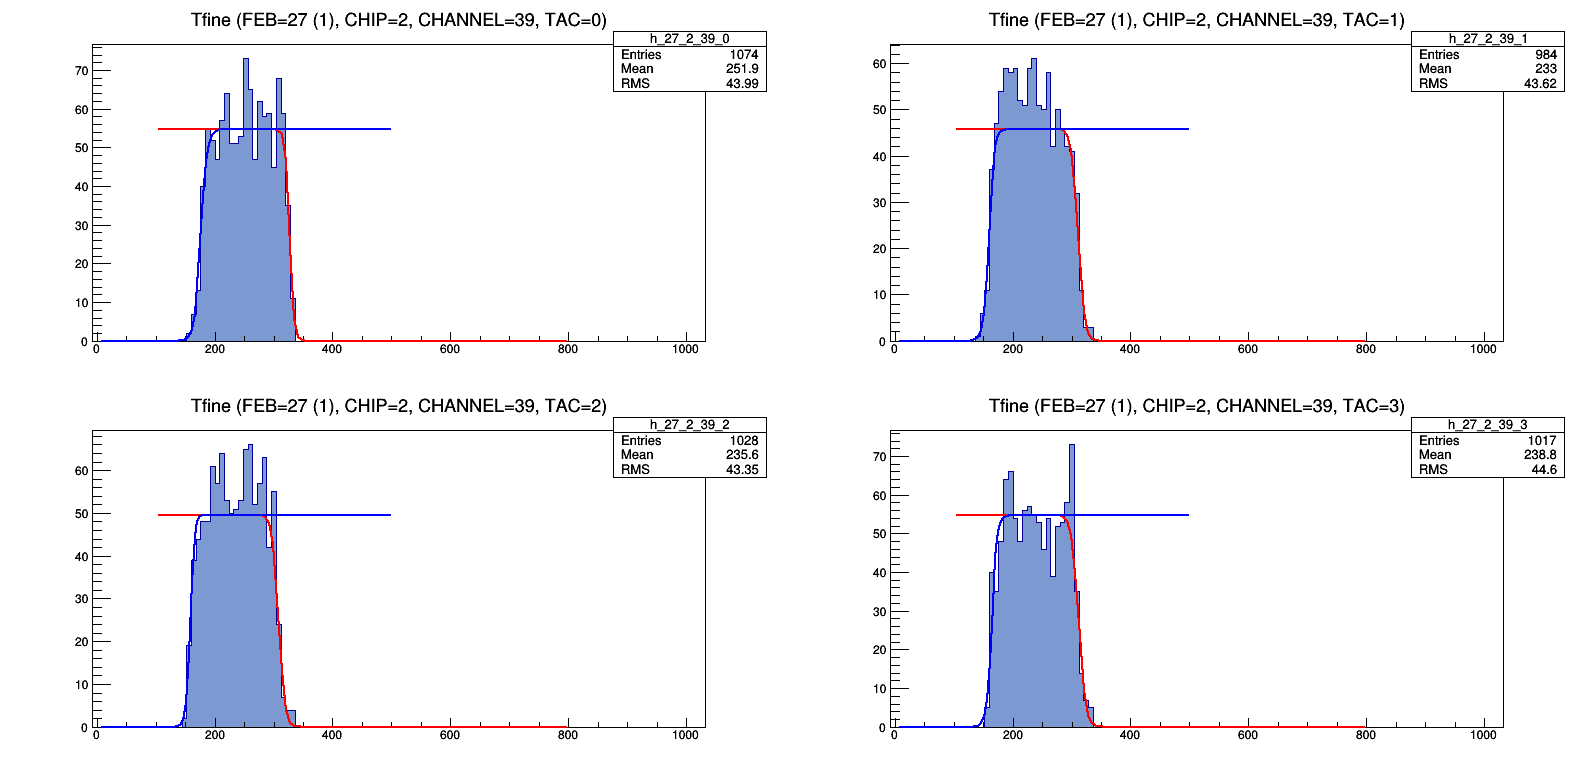 Tfine (FEB=27 (1), CHIP=2, CHANNEL=39, TAC=0)
h_27_2_39_0
Entries 1074
Mean 251.9
RMS 43.99
70
60
50
40
30
20
10
0
0 200 400 600 800 1000
Tfine (FEB=27 (1), CHIP=2, CHANNEL=39, TAC=1)
h_27_2_39_1
Entries 984
Mean 233
RMS 43.62
60
50
40
30
20
10
0
0 200 400 600 800 1000
Tfine (FEB=27 (1), CHIP=2, CHANNEL=39, TAC=2)
h_27_2_39_2
Entries 1028
Mean 235.6
RMS 43.35
60
50
40
30
20
10
0
0 200 400 600 800 1000
Tfine (FEB=27 (1), CHIP=2, CHANNEL=39, TAC=3)
h_27_2_39_3
Entries 1017
Mean 238.8
RMS 44.6
70
60
50
40
30
20
10
0
0 200 400 600 800 1000